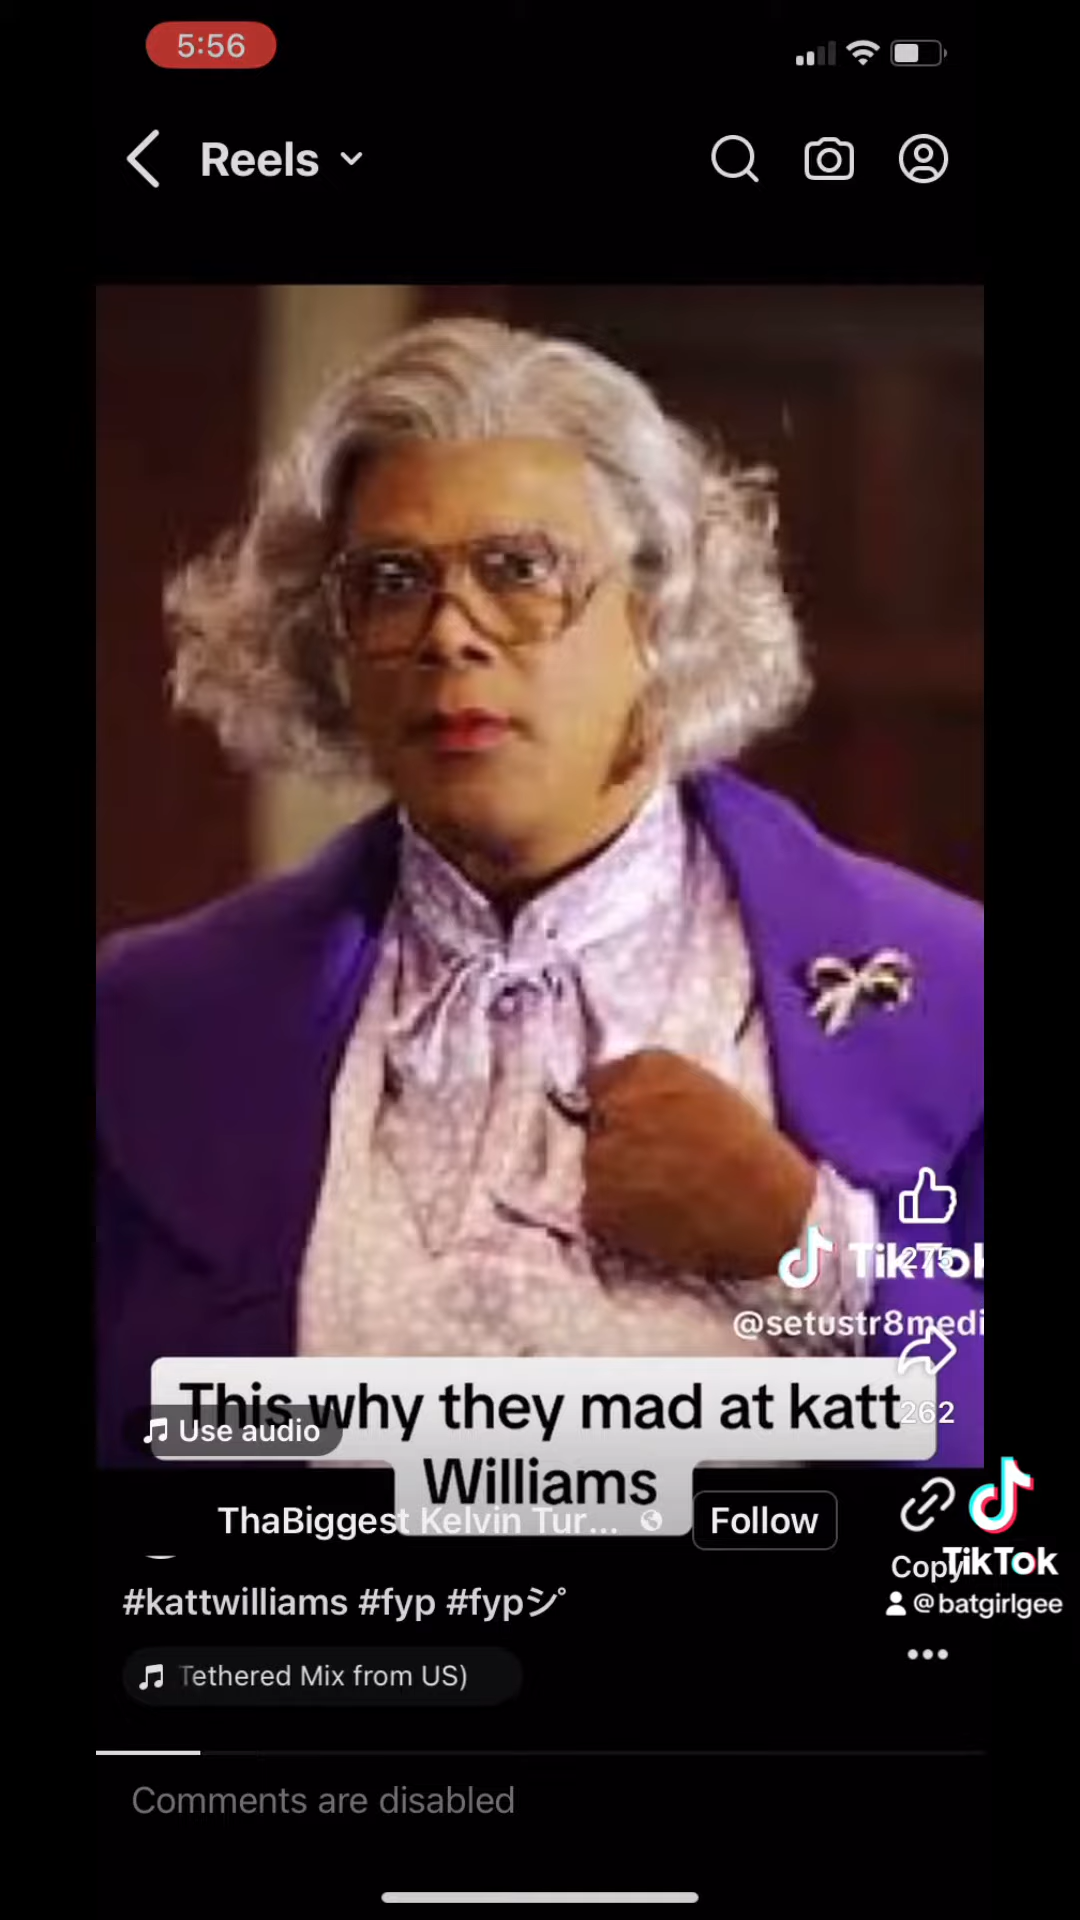 5:56
Reels
TikTok
275
@setustr8medi
This why they mad at katt
Williams
262
Use audio
ThaBiggest Kelvin Tur...
Follow
Copy
TikTok
@batgirlgee
#kattwilliams #fyp #fypシ゚
Tethered Mix from US)
Comments are disabled